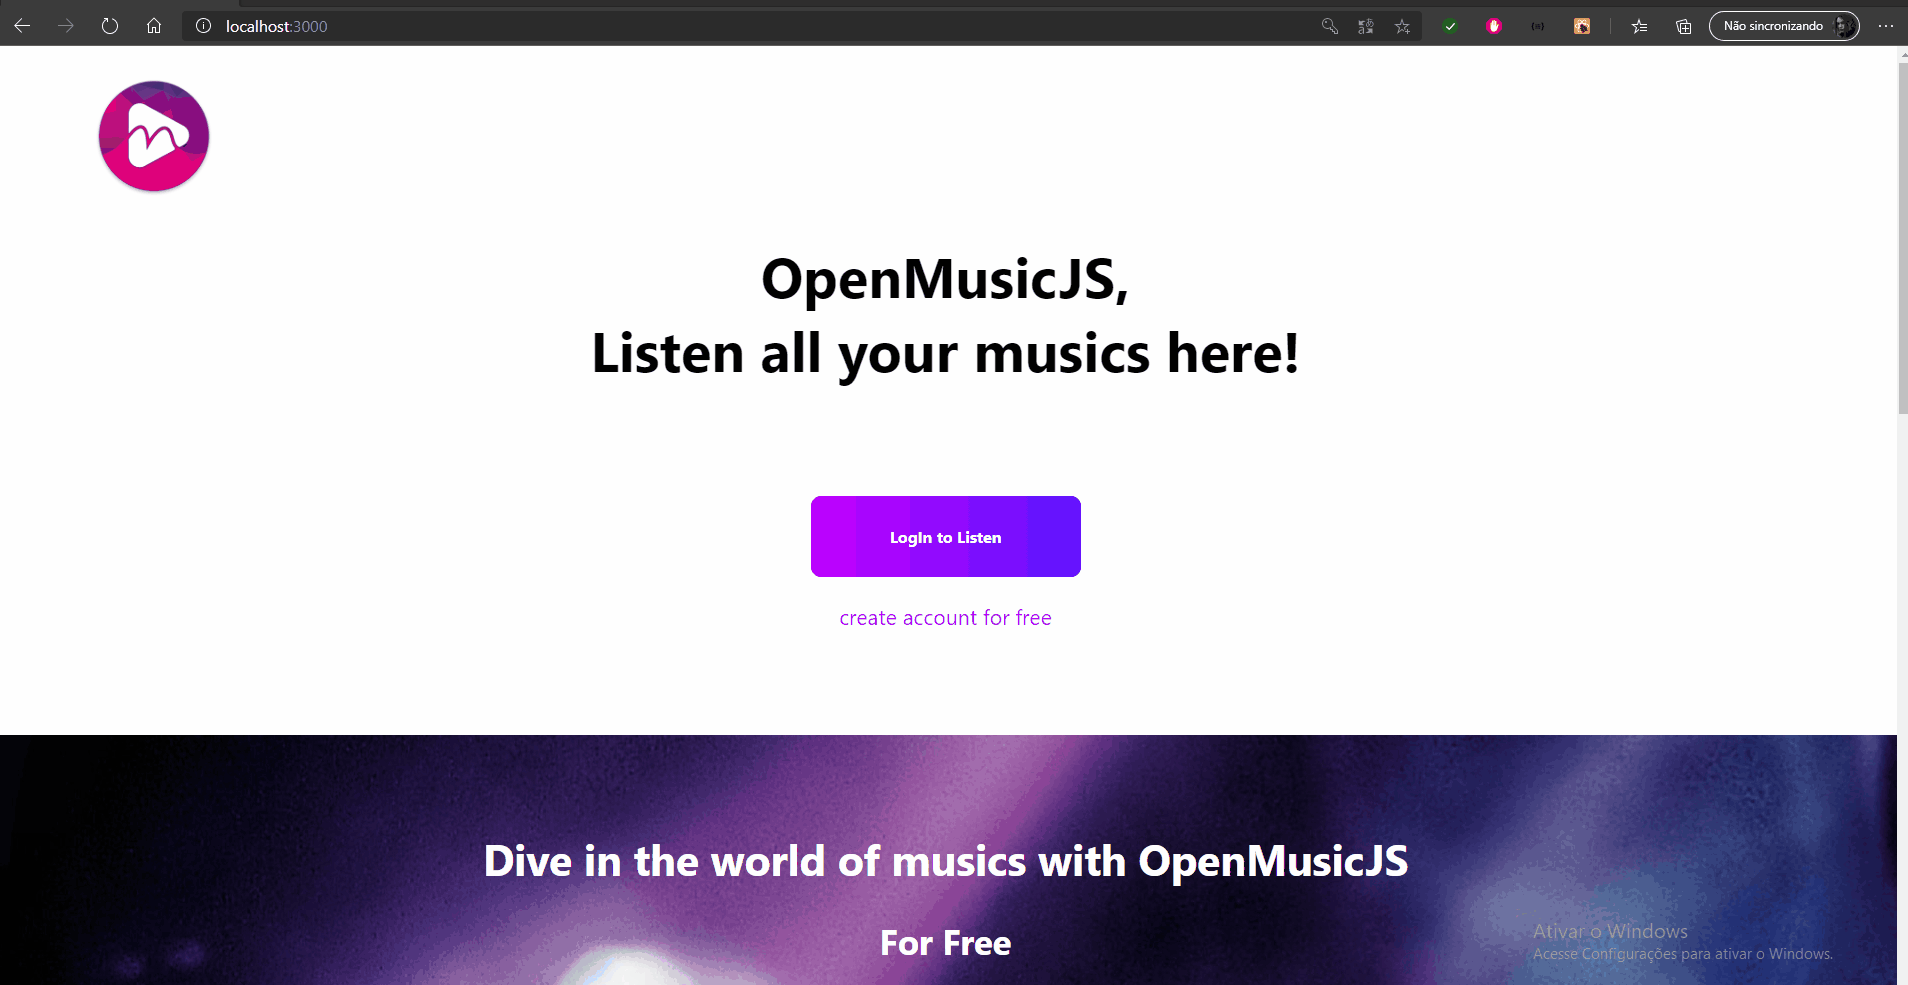 localhost:3000
Não sincronizando
OpenMusicJS,
Listen all your musics here!
LogIn to Listen
create account for free
Dive in the world of musics with OpenMusicJS
For Free
Ativar o Windows
Acesse Configurações para ativar o Windows.